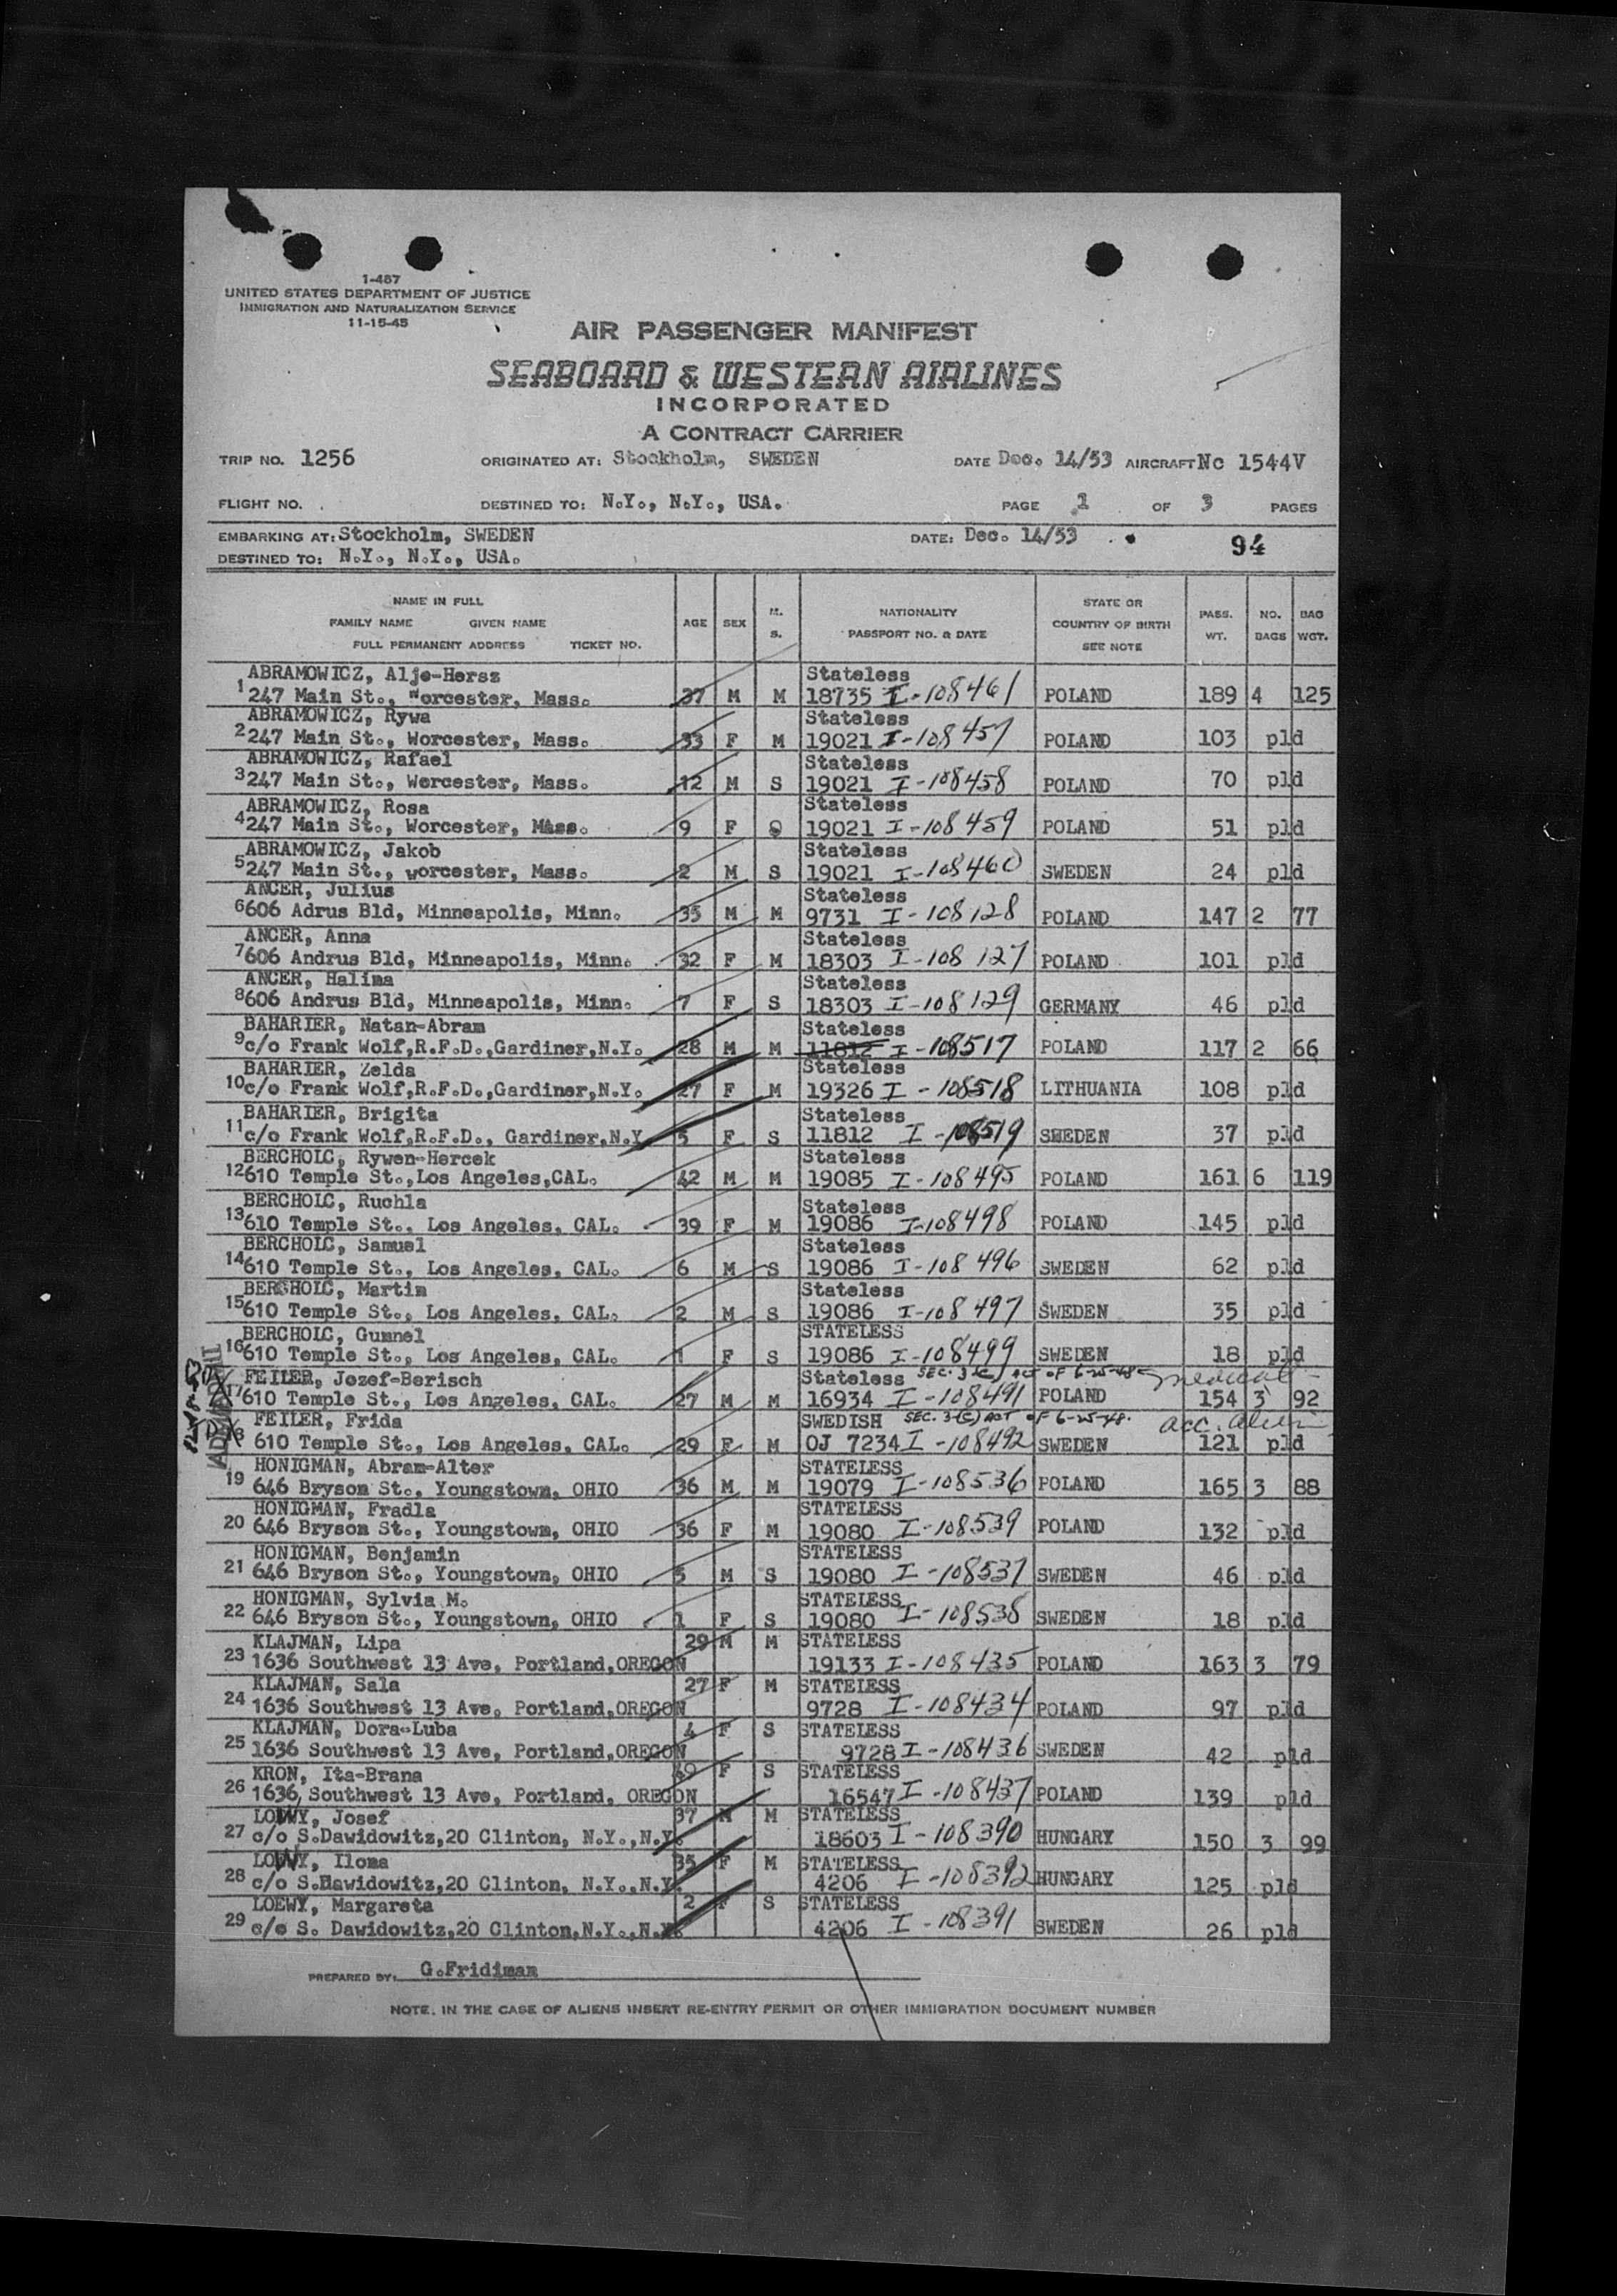 1-467
UNITED STATES DEPARTMENT OF JUSTICE
IMMIGRATION AND NATURALIZATION SERVICE
11-15-45
AIR PASSENGER MANIFEST
SEABOARD & WESTERN AIRLINES
INCORPORATED
A CONTRACT CARRIER
TRIP NO. 1256 ORIGINATED AT: Stockholm, SWEDEN DATE Dec. 14/53 AIRCRAFT Nc 1544V
FLIGHT NO. DESTINED TO: N.Y., N.Y., USA. PAGE 1 OF 3 PAGES
EMBARKING AT: Stockholm, SWEDEN DATE: Dec. 14/53 94
DESTINED TO: N.Y., N.Y., USA.
NAME IN FULL
FAMILY NAME GIVEN NAME
FULL PERMANENT ADDRESS TICKET NO.
AGE SEX M. S.
NATIONALITY
PASSPORT NO. & DATE
STATE OR
COUNTRY OF BIRTH
SEE NOTE
PASS. WT. NO. BAGS BAG WGT.
ABRAMOWICZ, Alje-Hersz Stateless
1 247 Main St., Worcester, Mass. 37 M M 18735 I-108461 POLAND 189 4 125
ABRAMOWICZ, Rywa Stateless
2 247 Main St., Worcester, Mass. 33 F M 19021 I-108457 POLAND 103 pld
ABRAMOWICZ, Rafael Stateless
3 247 Main St., Worcester, Mass. 12 M S 19021 I-108458 POLAND 70 pld
ABRAMOWICZ, Rosa Stateless
4 247 Main St., Worcester, Mass. 9 F S 19021 I-108459 POLAND 51 pld
ABRAMOWICZ, Jakob Stateless
5 247 Main St., Worcester, Mass. 2 M S 19021 I-108460 SWEDEN 24 pld
ANCER, Julius Stateless
6 606 Adrus Bld, Minneapolis, Minn. 35 M M 9731 I-108128 POLAND 147 2 77
ANCER, Anna Stateless
7 606 Andrus Bld, Minneapolis, Minn. 32 F M 18303 I-108127 POLAND 101 pld
ANCER, Halima Stateless
8 606 Andrus Bld, Minneapolis, Minn. 7 F S 18303 I-108129 GERMANY 46 pld
BAHARIER, Natan-Abram Stateless
9 c/o Frank Wolf,R.F.D.,Gardiner,N.Y. 28 M M 11812 I-108517 POLAND 117 2 66
BAHARIER, Zelda Stateless
10 c/o Frank Wolf,R.F.D.,Gardiner,N.Y. 27 F M 19326 I-108518 LITHUANIA 108 pld
BAHARIER, Brigita Stateless
11 c/o Frank Wolf,R.F.D., Gardiner,N.Y. 5 F S 11812 I-108519 SWEDEN 37 pld
BERCHOLC, Rywen-Hercek Stateless
12 610 Temple St.,Los Angeles,CAL. 42 M M 19085 I-108495 POLAND 161 6 119
BERCHOLC, Ruchla Stateless
13 610 Temple St., Los Angeles, CAL. 39 F M 19086 I-108498 POLAND 145 pld
BERCHOLC, Samuel Stateless
14 610 Temple St., Los Angeles, CAL. 6 M S 19086 I-108496 SWEDEN 62 pld
BERCHOLC, Martin Stateless
15 610 Temple St., Los Angeles, CAL. 2 M S 19086 I-108497 SWEDEN 35 pld
BERCHOLC, Gunnel STATELESS
16 610 Temple St., Los Angeles, CAL. 1 F S 19086 I-108499 SWEDEN 18 pld
FEILER, Jozef-Berisch Stateless SEC. 3-(C) ACT OF 6-25-48 medical
17 610 Temple St., Los Angeles, CAL. 27 M M 16934 I-108491 POLAND 154 3 92
FEILER, Frida SWEDISH SEC. 3-(C) ACT OF 6-25-48. acc. alien
610 Temple St., Los Angeles, CAL. 29 F M OJ 7234 I-108492 SWEDEN 121 pld
HONIGMAN, Abram-Alter STATELESS
19 646 Bryson St., Youngstown, OHIO 36 M M 19079 I-108536 POLAND 165 3 88
HONIGMAN, Fradla STATELESS
20 646 Bryson St., Youngstown, OHIO 36 F M 19080 I-108539 POLAND 132 pld
HONIGMAN, Benjamin STATELESS
21 646 Bryson St., Youngstown, OHIO 5 M S 19080 I-108537 SWEDEN 46 pld
HONIGMAN, Sylvia M. STATELESS
22 646 Bryson St., Youngstown, OHIO 1 F S 19080 I-108538 SWEDEN 18 pld
KLAJMAN, Lipa 29 M M STATELESS
23 1636 Southwest 13 Ave, Portland,OREGON 19133 I-108435 POLAND 163 3 79
KLAJMAN, Sala 27 F M STATELESS
24 1636 Southwest 13 Ave, Portland,OREGON 9728 I-108434 POLAND 97 pld
KLAJMAN, Dora-Luba 4 F S STATELESS
25 1636 Southwest 13 Ave, Portland,OREGON 9728 I-108436 SWEDEN 42 pld
KRON, Ita-Brana 49 F S STATELESS
26 1636 Southwest 13 Ave, Portland, OREGON 16547 I-108437 POLAND 139 pld
LOWY, Josef 37 M M STATELESS
27 c/o S.Dawidowitz,20 Clinton, N.Y.,N.Y. 18603 I-108390 HUNGARY 150 3 99
LOWY, Ilona 35 F M STATELESS
28 c/o S.Dawidowitz,20 Clinton, N.Y.,N.Y. 4206 I-108392 HUNGARY 125 pld
LOEWY, Margareta 2 F S STATELESS
29 c/o S. Dawidowitz,20 Clinton,N.Y.,N.Y. 4206 I-108391 SWEDEN 26 pld
PREPARED BY: G.Fridiman
NOTE. IN THE CASE OF ALIENS INSERT RE-ENTRY PERMIT OR OTHER IMMIGRATION DOCUMENT NUMBER